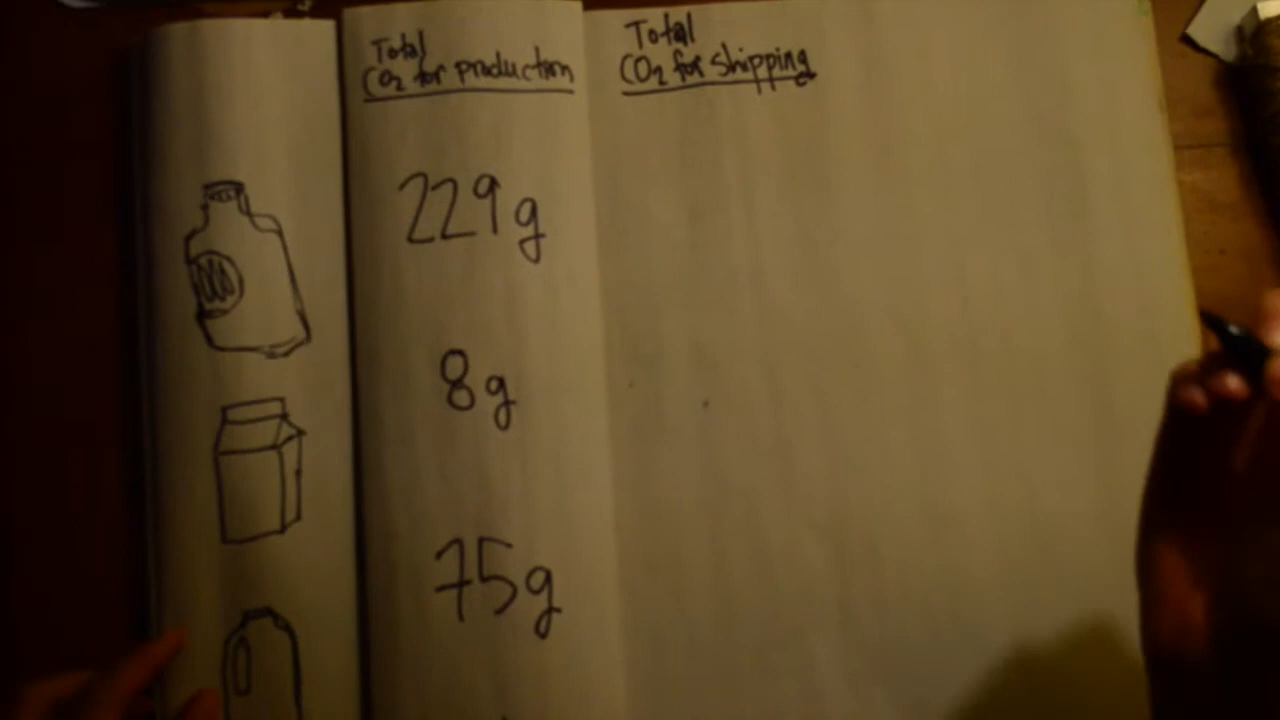 Total
CO₂ for production
Total
CO₂ for shipping
229g
8g
75g